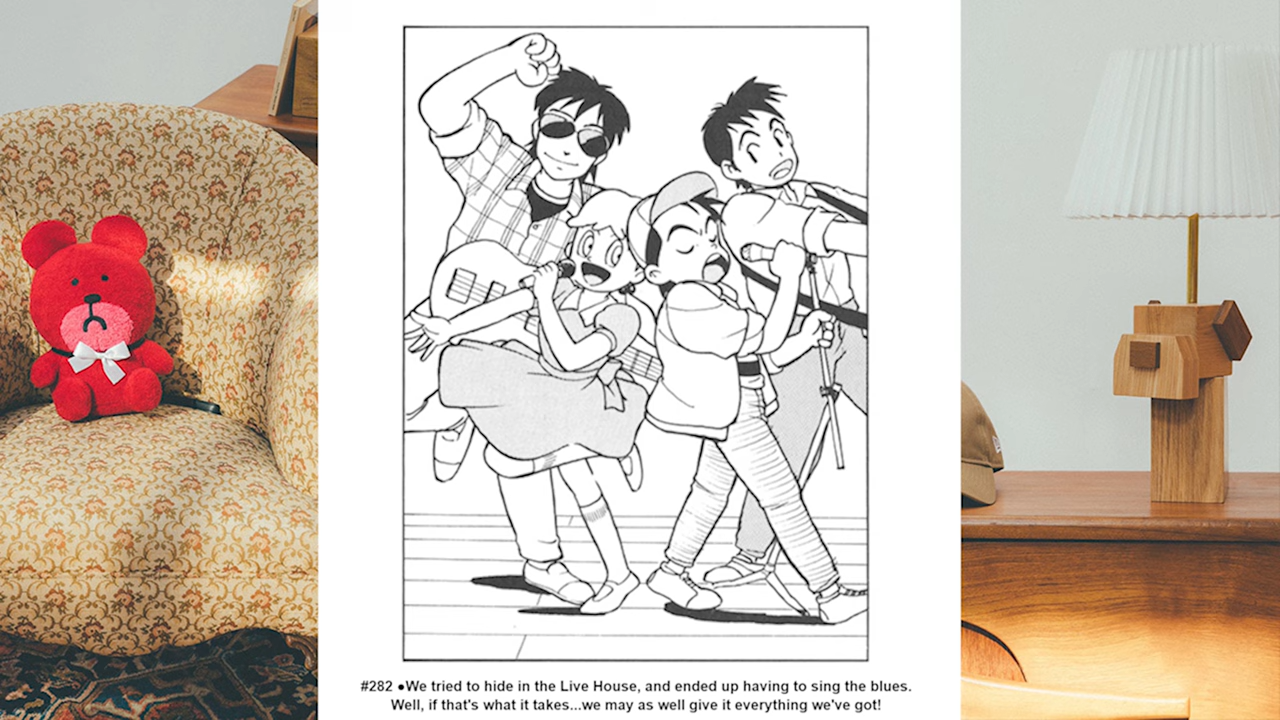 #282 ●We tried to hide in the Live House, and ended up having to sing the blues.
Well, if that's what it takes...we may as well give it everything we've got!